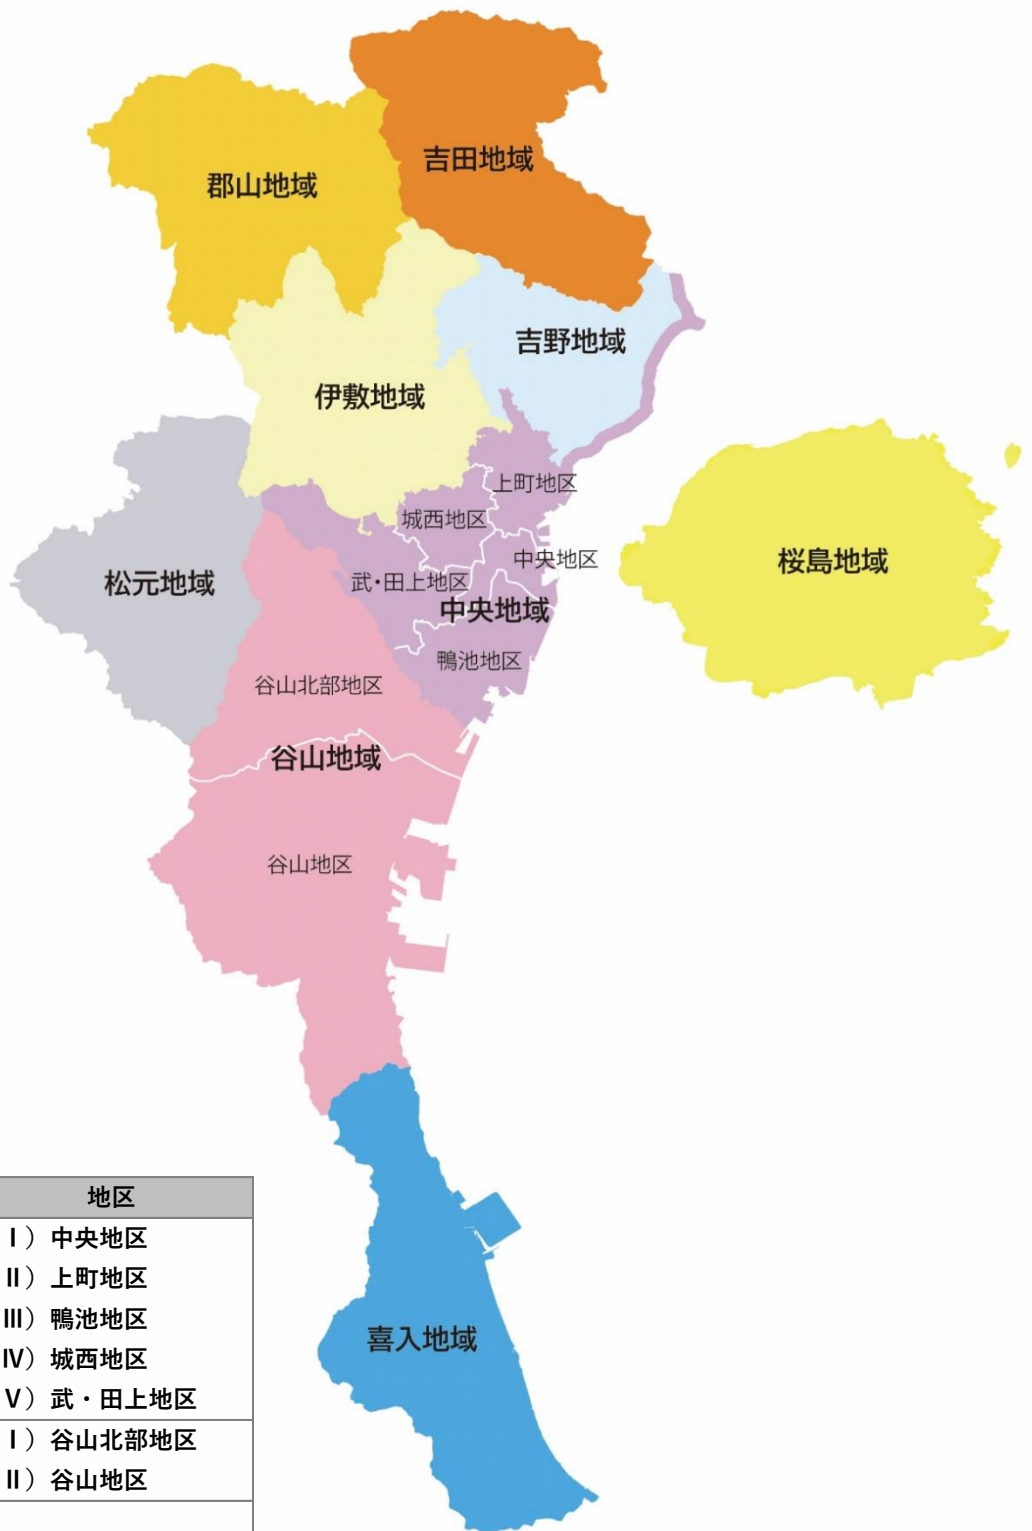 吉田地域
郡山地域
吉野地域
伊敷地域
上町地区
城西地区
中央地区
桜島地域
松元地域
武・田上地区
中央地域
鴨池地区
谷山北部地区
谷山地域
谷山地区
喜入地域
地区
Ⅰ）中央地区
Ⅱ）上町地区
Ⅲ）鴨池地区
Ⅳ）城西地区
Ⅴ）武・田上地区
Ⅰ）谷山北部地区
Ⅱ）谷山地区